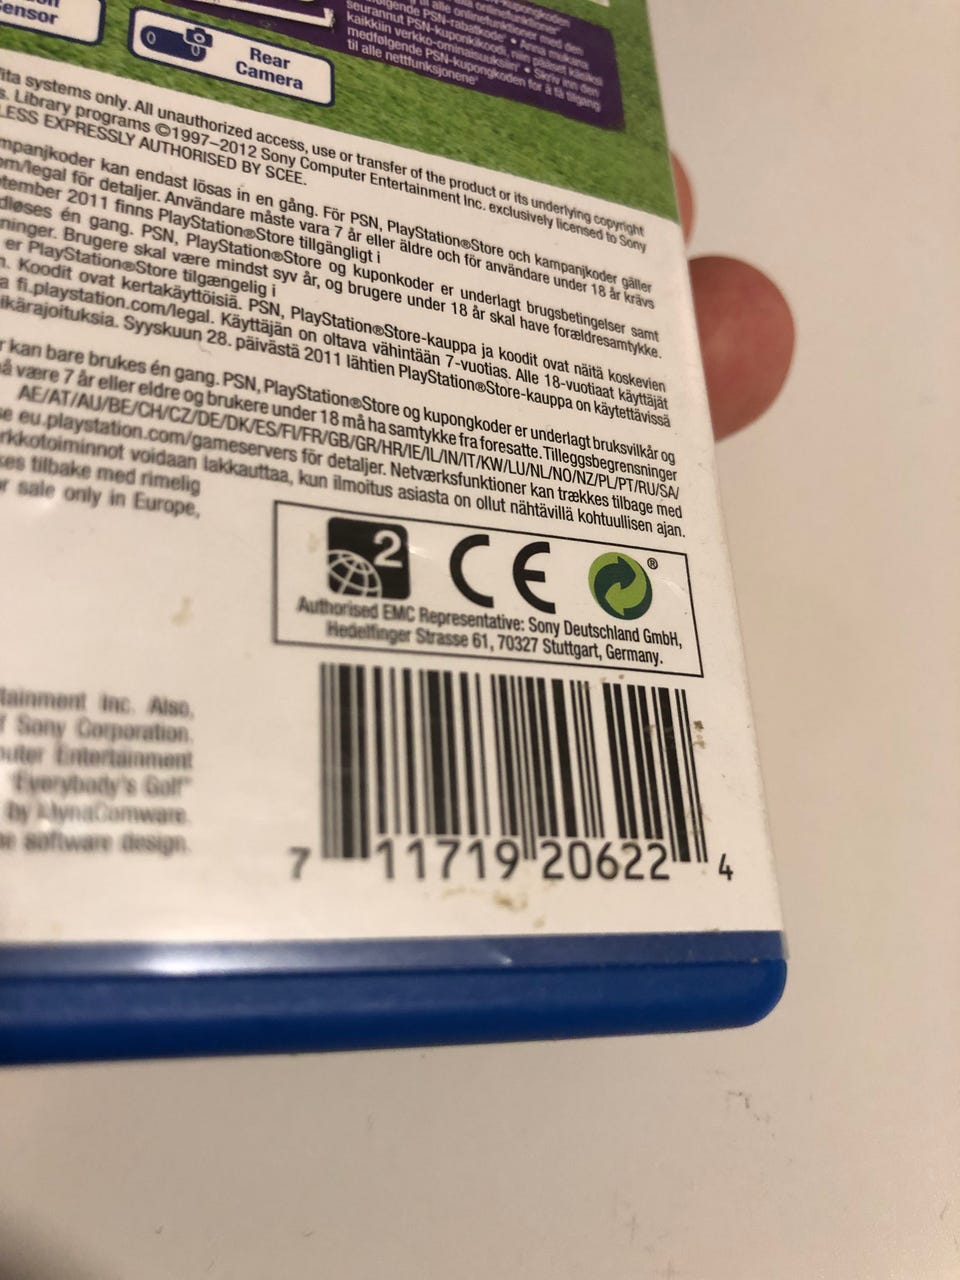 ensor
Rear
Camera
alle onlinefunktioner med den
PSN-rabatkode' • Anna mukana
seurannut PSN-kuponkikoodi, niin pääset käsiksi
kaikkiin verkko-ominaisuuksiin' • Skriv inn den
medfølgende PSN-kupongkoden for å få tilgang
til alle nettfunksjonene'
ita systems only. All unauthorized access, use or transfer of the product or its underlying copyright
s. Library programs ©1997–2012 Sony Computer Entertainment Inc. exclusively licensed to Sony
LESS EXPRESSLY AUTHORISED BY SCEE.
mpanjkoder kan endast lösas in en gång. För PSN, PlayStation®Store och kampanjkoder gäller
om/legal för detaljer. Användare måste vara 7 år eller äldre och för användare under 18 år krävs
tember 2011 finns PlayStation®Store tillgängligt i
dløses én gang. PSN, PlayStation®Store og kuponkoder er underlagt brugsbetingelser samt
ninger. Brugere skal være mindst syv år, og brugere under 18 år skal have forældresamtykke.
er PlayStation®Store tilgængelig i
n. Koodit ovat kertakäyttöisiä. PSN, PlayStation®Store-kauppa ja koodit ovat näitä koskevien
a fi.playstation.com/legal. Käyttäjän on oltava vähintään 7-vuotias. Alle 18-vuotiaat käyttäjät
ikärajoituksia. Syyskuun 28. päivästä 2011 lähtien PlayStation®Store-kauppa on käytettävissä
r kan bare brukes én gang. PSN, PlayStation®Store og kupongkoder er underlagt bruksvilkår og
å være 7 år eller eldre og brukere under 18 må ha samtykke fra foresatte. Tilleggsbegrensninger
AE/AT/AU/BE/CH/CZ/DE/DK/ES/FI/FR/GB/GR/HR/IE/IL/IN/IT/KW/LU/NL/NO/NZ/PL/PT/RU/SA/
se eu.playstation.com/gameservers för detaljer. Netværksfunktioner kan trækkes tilbage med
rkkotoiminnot voidaan lakkauttaa, kun ilmoitus asiasta on ollut nähtävillä kohtuullisen ajan.
kes tilbake med rimelig
or sale only in Europe,
2 CE ®
Authorised EMC Representative: Sony Deutschland GmbH,
Hedelfinger Strasse 61, 70327 Stuttgart, Germany.
tainment Inc. Also,
f Sony Corporation.
puter Entertainment
"Everybody's Golf"
by DynaComware.
he software design.
7 11719 20622 4